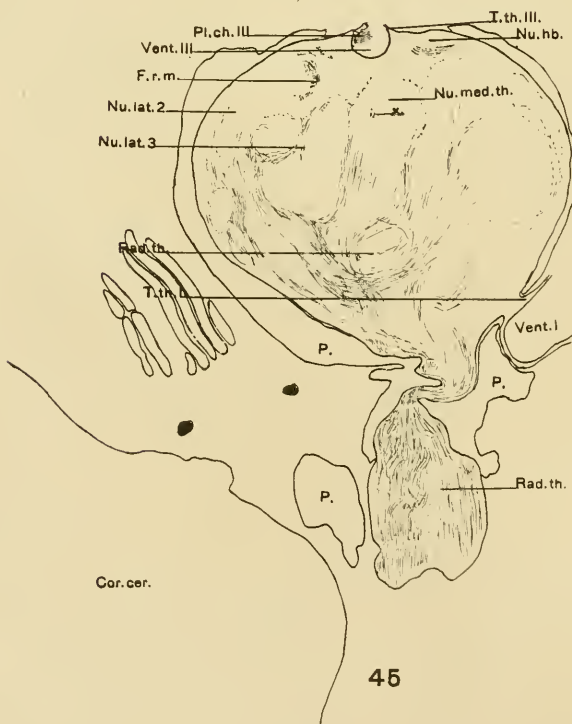 T.th.III.
Pl.ch.III
Nu.hb.
Vent.III
F.r.m.
Nu.med.th.
Nu.lat.2
x.
Nu.lat.3
Rad.th.
T.th.l.
Vent.l
P.
P.
Rad.th.
P.
Cor.cer.
45